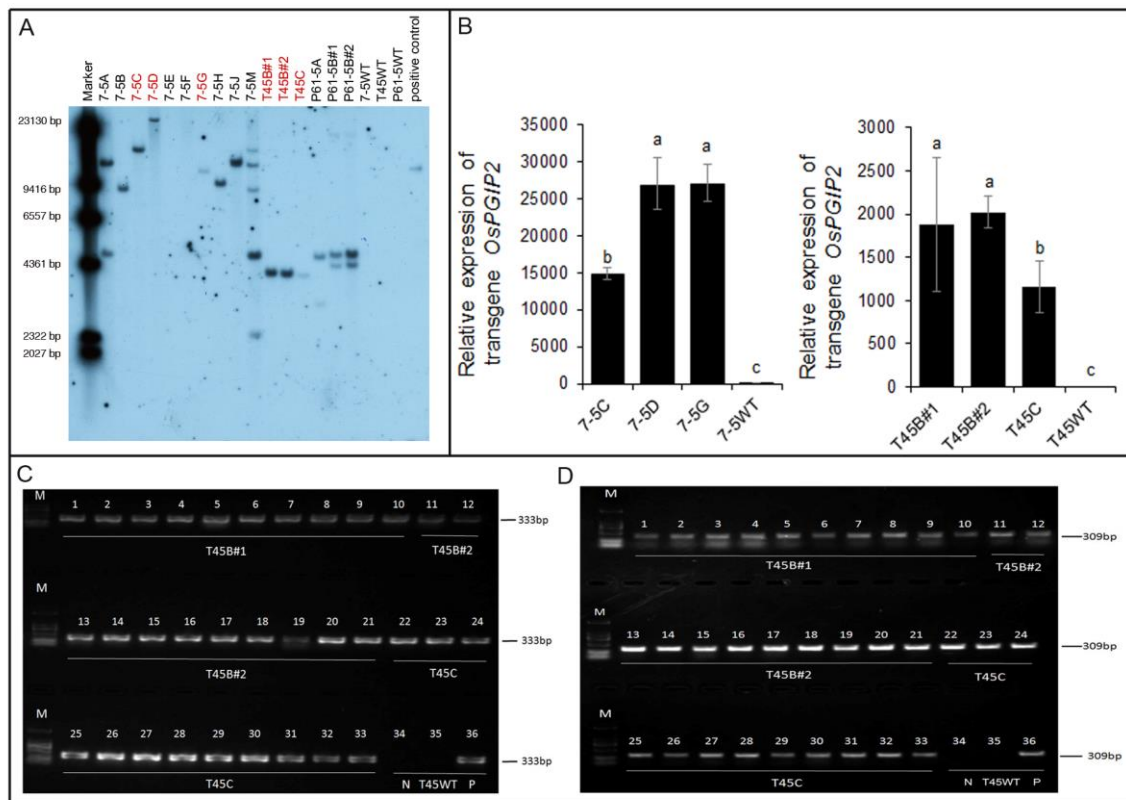 A
Marker 7-5A 7-5B 7-5C 7-5D 7-5E 7-5F 7-5G 7-5H 7-5J 7-5M T45B#1 T45B#2 T45C P61-5A P61-5B#1 P61-5B#2 7-5WT T45WT P61-5WT positive control
23130 bp
9416 bp
6557 bp
4361 bp
2322 bp
2027 bp
B
Relative expression of
transgene OsPGIP2
35000
30000
25000
20000
15000
10000
5000
0
a a
b
c
7-5C 7-5D 7-5G 7-5WT
Relative expression of
transgene OsPGIP2
3000
2500
2000
1500
1000
500
0
a
a
b
c
T45B#1 T45B#2 T45C T45WT
C
M 1 2 3 4 5 6 7 8 9 10 11 12
333bp
T45B#1 T45B#2
M
13 14 15 16 17 18 19 20 21 22 23 24
333bp
T45B#2 T45C
M
25 26 27 28 29 30 31 32 33 34 35 36
333bp
T45C N T45WT P
D
M
1 2 3 4 5 6 7 8 9 10 11 12
309bp
T45B#1 T45B#2
M
13 14 15 16 17 18 19 20 21 22 23 24
309bp
T45B#2 T45C
M
25 26 27 28 29 30 31 32 33 34 35 36
309bp
T45C N T45WT P